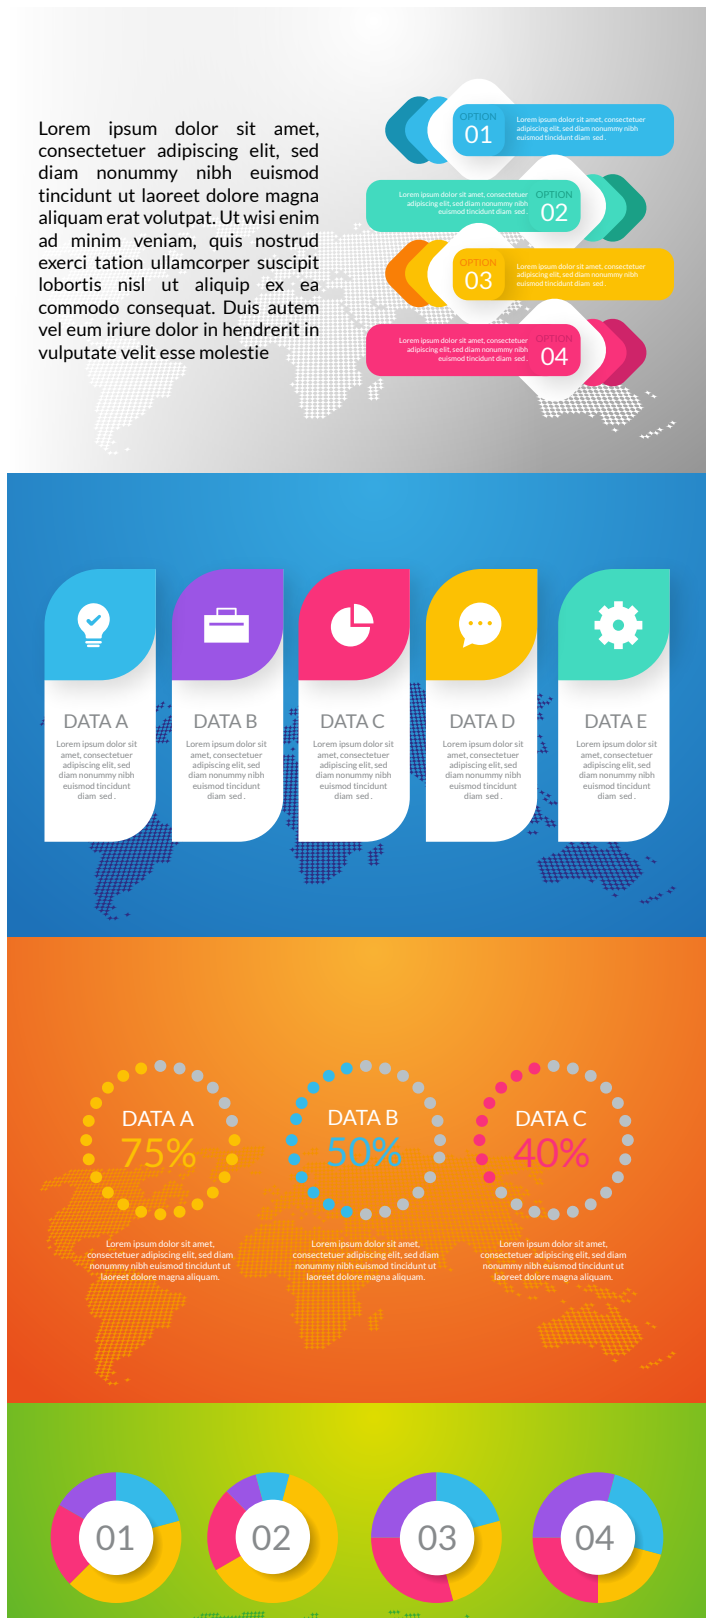 Lorem ipsum dolor sit amet,
consectetuer adipiscing elit, sed
diam nonummy nibh euismod
tincidunt ut laoreet dolore magna
aliquam erat volutpat. Ut wisi enim
ad minim veniam, quis nostrud
exerci tation ullamcorper suscipit
lobortis nisl ut aliquip ex ea
commodo consequat. Duis autem
vel eum iriure dolor in hendrerit in
vulputate velit esse molestie
OPTION
01
Lorem ipsum dolor sit amet, consectetuer
adipiscing elit, sed diam nonummy nibh
euismod tincidunt diam sed .
Lorem ipsum dolor sit amet, consectetuer
adipiscing elit, sed diam nonummy nibh
euismod tincidunt diam sed .
OPTION
02
OPTION
03
Lorem ipsum dolor sit amet, consectetuer
adipiscing elit, sed diam nonummy nibh
euismod tincidunt diam sed .
Lorem ipsum dolor sit amet, consectetuer
adipiscing elit, sed diam nonummy nibh
euismod tincidunt diam sed .
OPTION
04
DATA A
Lorem ipsum dolor sit
amet, consectetuer
adipiscing elit, sed
diam nonummy nibh
euismod tincidunt
diam sed .
DATA B
Lorem ipsum dolor sit
amet, consectetuer
adipiscing elit, sed
diam nonummy nibh
euismod tincidunt
diam sed .
DATA C
Lorem ipsum dolor sit
amet, consectetuer
adipiscing elit, sed
diam nonummy nibh
euismod tincidunt
diam sed .
DATA D
Lorem ipsum dolor sit
amet, consectetuer
adipiscing elit, sed
diam nonummy nibh
euismod tincidunt
diam sed .
DATA E
Lorem ipsum dolor sit
amet, consectetuer
adipiscing elit, sed
diam nonummy nibh
euismod tincidunt
diam sed .
DATA A
75%
Lorem ipsum dolor sit amet,
consectetuer adipiscing elit, sed diam
nonummy nibh euismod tincidunt ut
laoreet dolore magna aliquam.
DATA B
50%
Lorem ipsum dolor sit amet,
consectetuer adipiscing elit, sed diam
nonummy nibh euismod tincidunt ut
laoreet dolore magna aliquam.
DATA C
40%
Lorem ipsum dolor sit amet,
consectetuer adipiscing elit, sed diam
nonummy nibh euismod tincidunt ut
laoreet dolore magna aliquam.
01
02
03
04